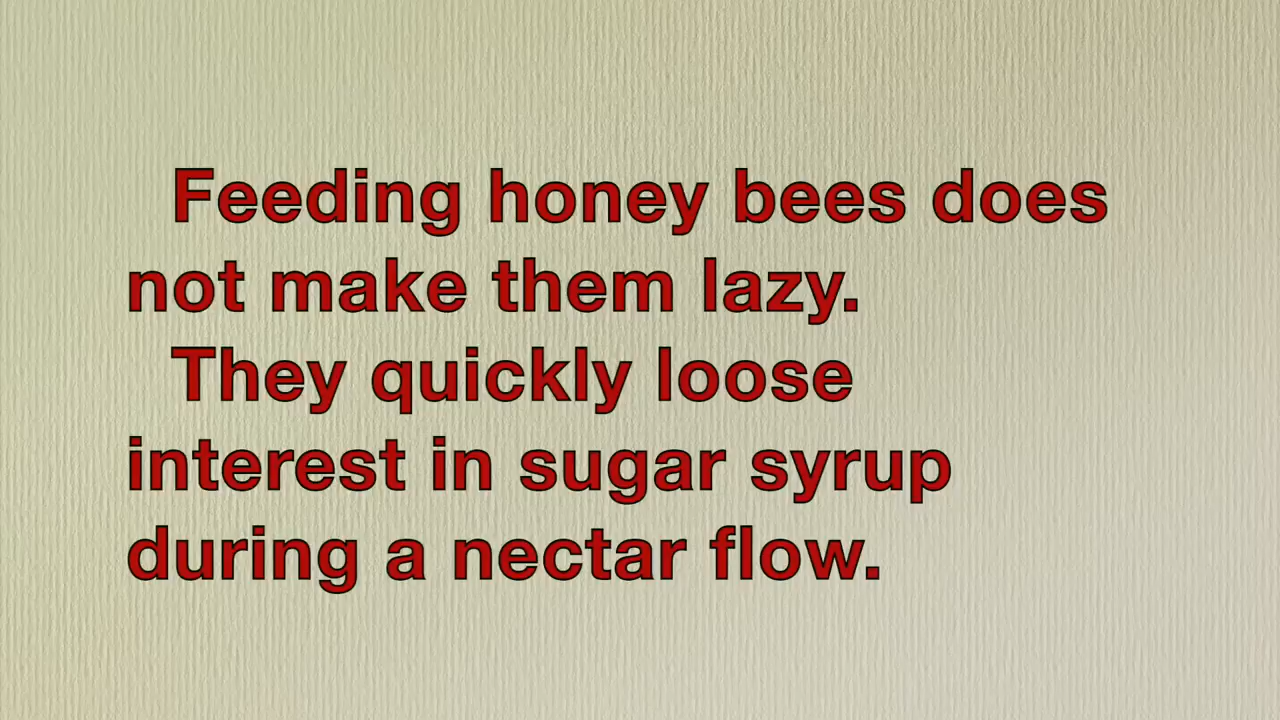 Feeding honey bees does
not make them lazy.
They quickly loose
interest in sugar syrup
during a nectar flow.